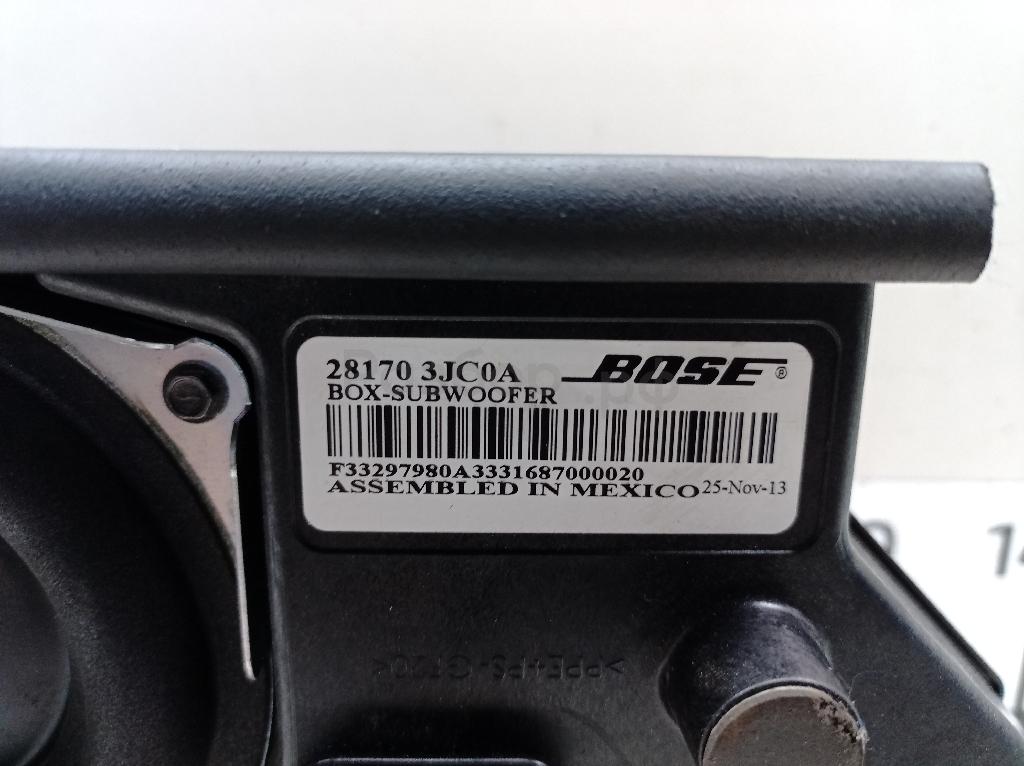 28170 3JC0A BOSE®
BOX-SUBWOOFER
F33297980A3331687000020
ASSEMBLED IN MEXICO 25-Nov-13
>PPE+PS-GF20<